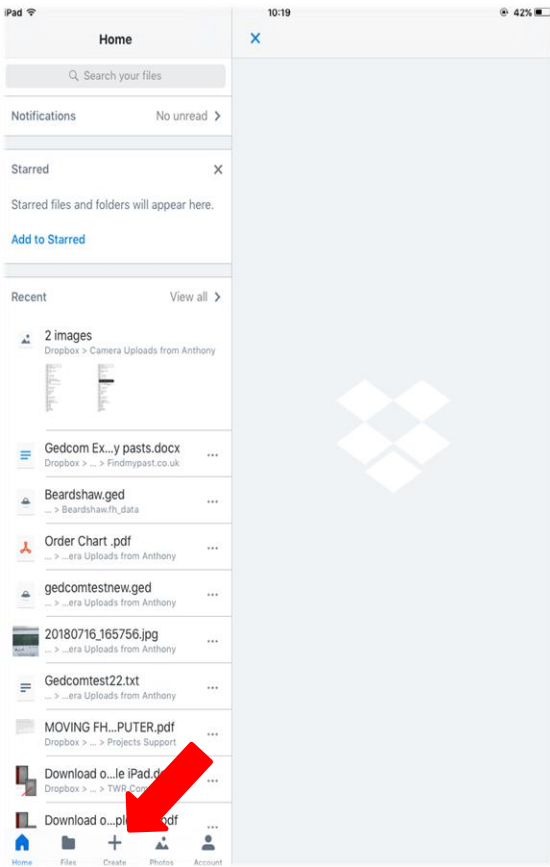 iPad 10:19 42%
Home
Search your files
Notifications No unread
Starred
Starred files and folders will appear here.
Add to Starred
Recent View all
2 images
Dropbox > Camera Uploads from Anthony
Gedcom Ex...y pasts.docx
Dropbox > ... > Findmypast.co.uk
Beardshaw.ged
... > Beardshaw.fh_data
Order Chart .pdf
... > ...era Uploads from Anthony
gedcomtestnew.ged
... > ...era Uploads from Anthony
20180716_165756.jpg
... > ...era Uploads from Anthony
Gedcomtest22.txt
... > ...era Uploads from Anthony
MOVING FH...PUTER.pdf
Dropbox > ... > Projects Support
Download o...le iPad.d
Dropbox > ... > TWR Com
Download o...pl pdf
Home Files Create Photos Account